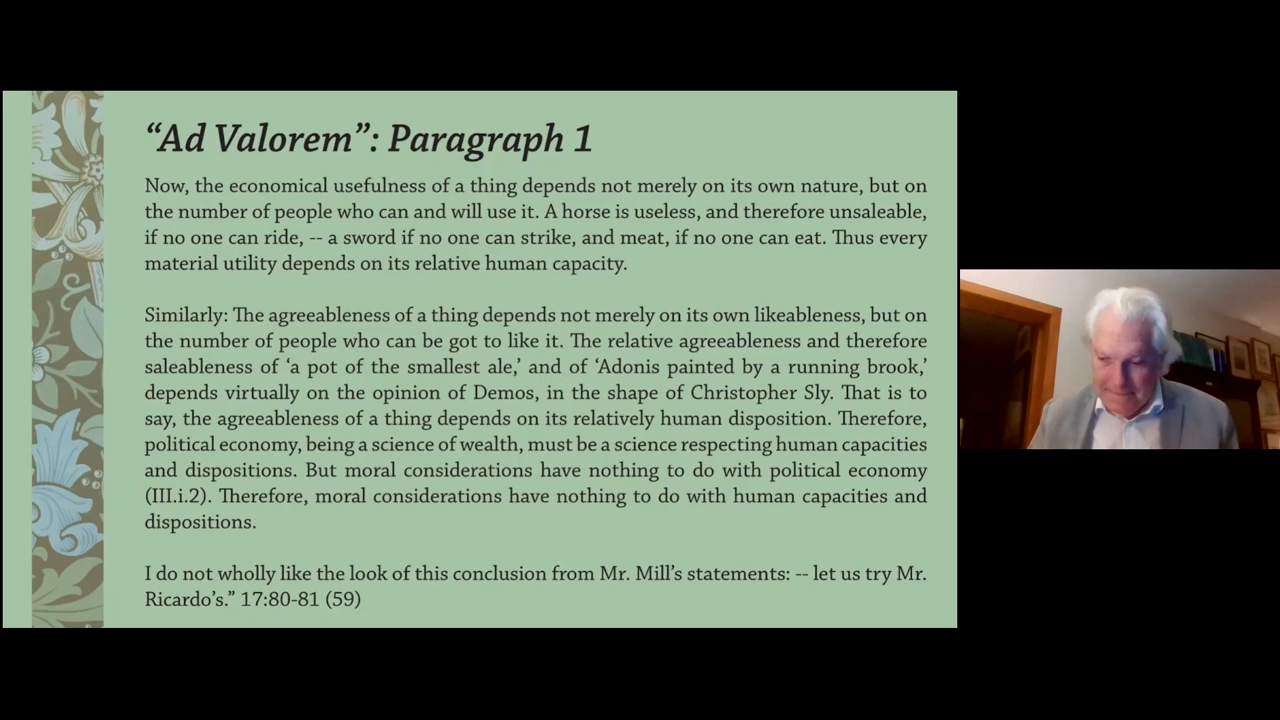 “Ad Valorem”: Paragraph 1
Now, the economical usefulness of a thing depends not merely on its own nature, but on
the number of people who can and will use it. A horse is useless, and therefore unsaleable,
if no one can ride, -- a sword if no one can strike, and meat, if no one can eat. Thus every
material utility depends on its relative human capacity.
Similarly: The agreeableness of a thing depends not merely on its own likeableness, but on
the number of people who can be got to like it. The relative agreeableness and therefore
saleableness of ‘a pot of the smallest ale,’ and of ‘Adonis painted by a running brook,’
depends virtually on the opinion of Demos, in the shape of Christopher Sly. That is to
say, the agreeableness of a thing depends on its relatively human disposition. Therefore,
political economy, being a science of wealth, must be a science respecting human capacities
and dispositions. But moral considerations have nothing to do with political economy
(III.i.2). Therefore, moral considerations have nothing to do with human capacities and
dispositions.
I do not wholly like the look of this conclusion from Mr. Mill’s statements: -- let us try Mr.
Ricardo’s.” 17:80-81 (59)